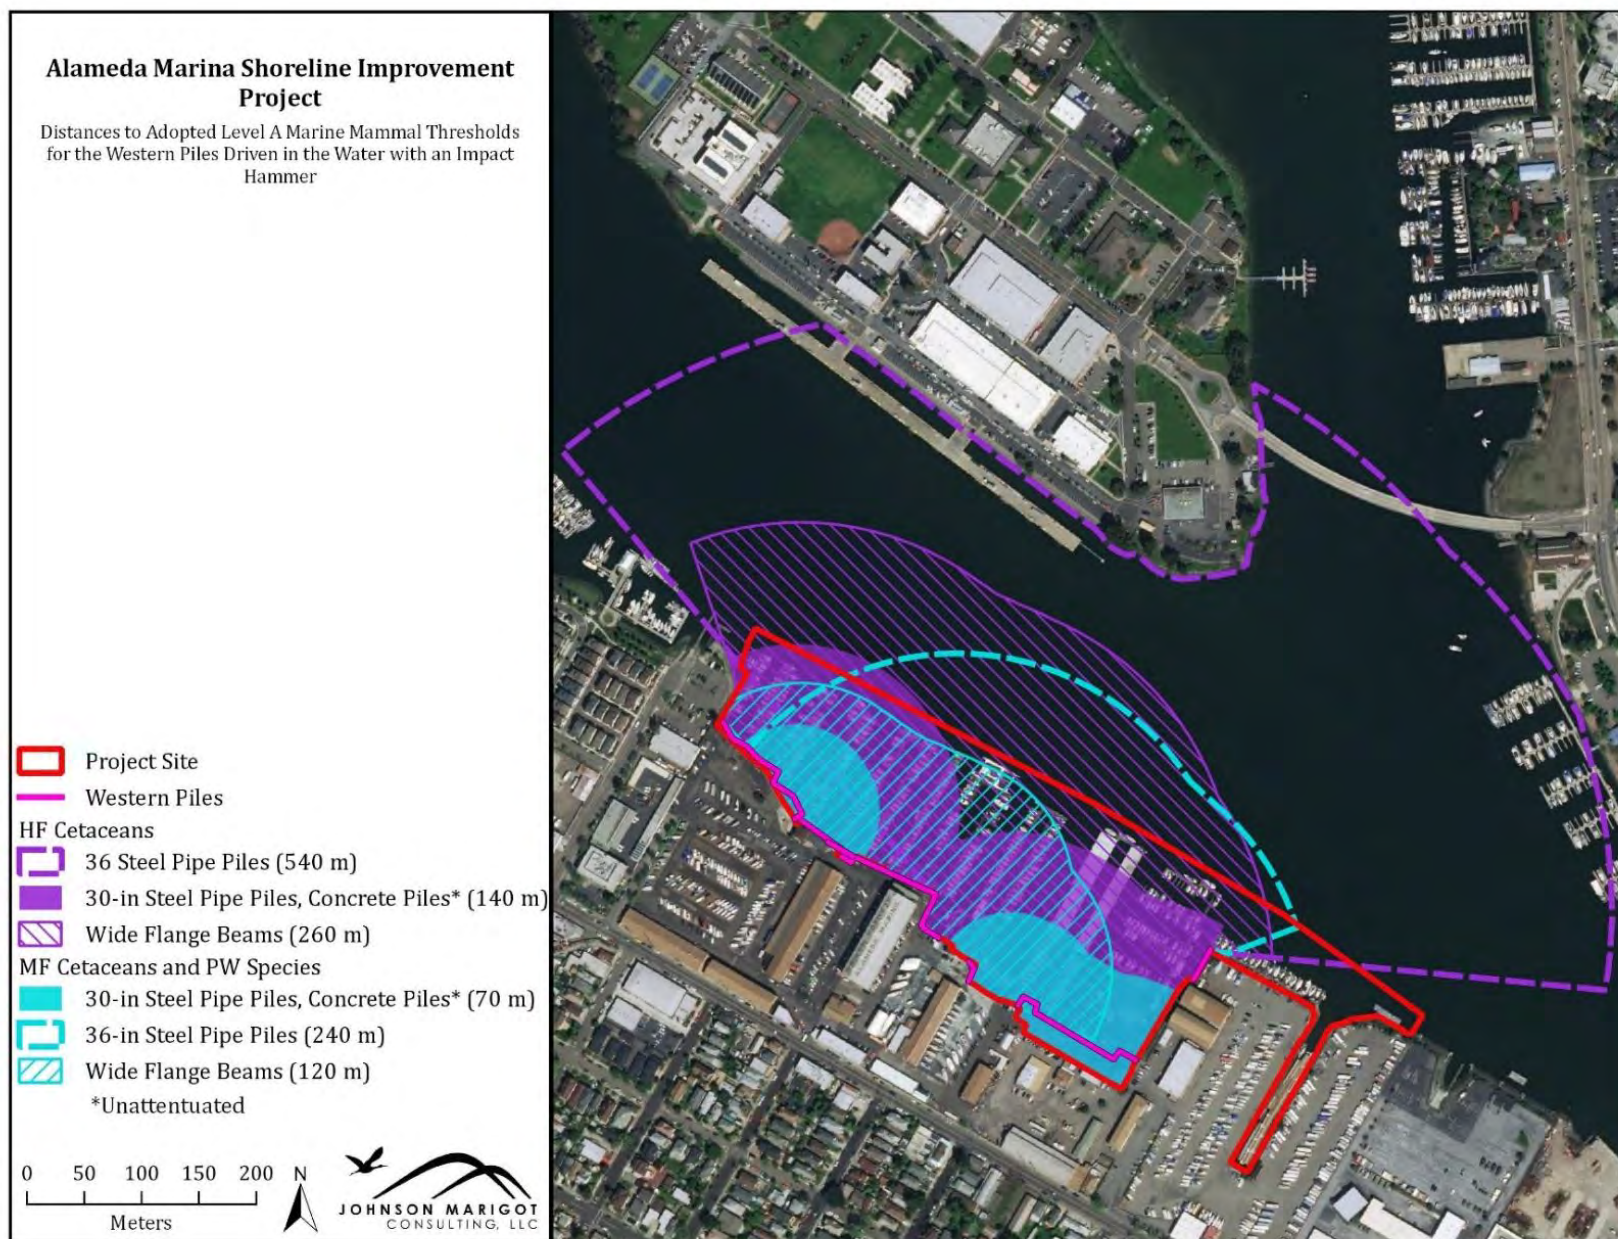 Alameda Marina Shoreline Improvement
Project
Distances to Adopted Level A Marine Mammal Thresholds
for the Western Piles Driven in the Water with an Impact
Hammer
Project Site
Western Piles
HF Cetaceans
36 Steel Pipe Piles (540 m)
30-in Steel Pipe Piles, Concrete Piles* (140 m)
Wide Flange Beams (260 m)
MF Cetaceans and PW Species
30-in Steel Pipe Piles, Concrete Piles* (70 m)
36-in Steel Pipe Piles (240 m)
Wide Flange Beams (120 m)
*Unattentuated
0 50 100 150 200
Meters
N
JOHNSON MARIGOT
CONSULTING, LLC